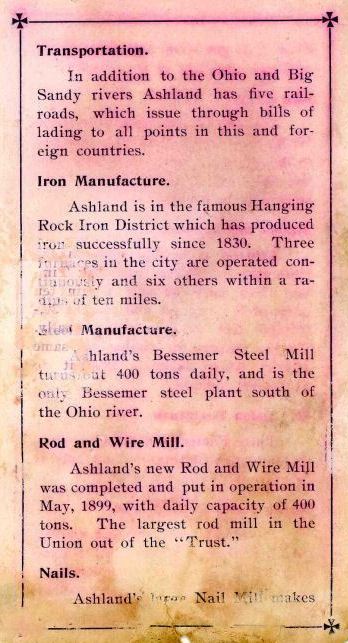 Transportation.
In addition to the Ohio and Big
Sandy rivers Ashland has five rail-
roads, which issue through bills of
lading to all points in this and for-
eign countries.
Iron Manufacture.
Ashland is in the famous Hanging
Rock Iron District which has produced
iron successfully since 1830. Three
furnaces in the city are operated con-
tinuously and six others within a ra-
dius of ten miles.
Steel Manufacture.
Ashland's Bessemer Steel Mill
turns out 400 tons daily, and is the
only Bessemer steel plant south of
the Ohio river.
Rod and Wire Mill.
Ashland's new Rod and Wire Mill
was completed and put in operation in
May, 1899, with daily capacity of 400
tons. The largest rod mill in the
Union out of the "Trust."
Nails.
Ashland's large Nail Mill makes